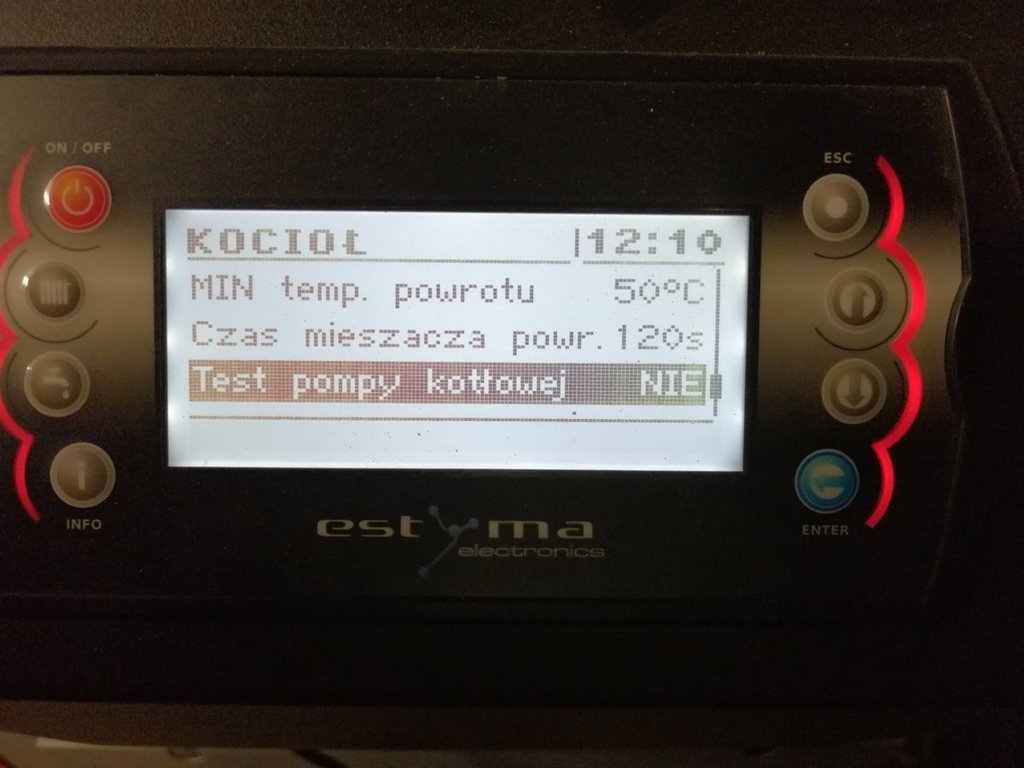 ON / OFF
ESC
KOCIOŁ |12:10
MIN temp. powrotu 50°C
Czas mieszacza powr. 120s
Test pompy kotłowej NIE
INFO
ENTER
estyma
electronics